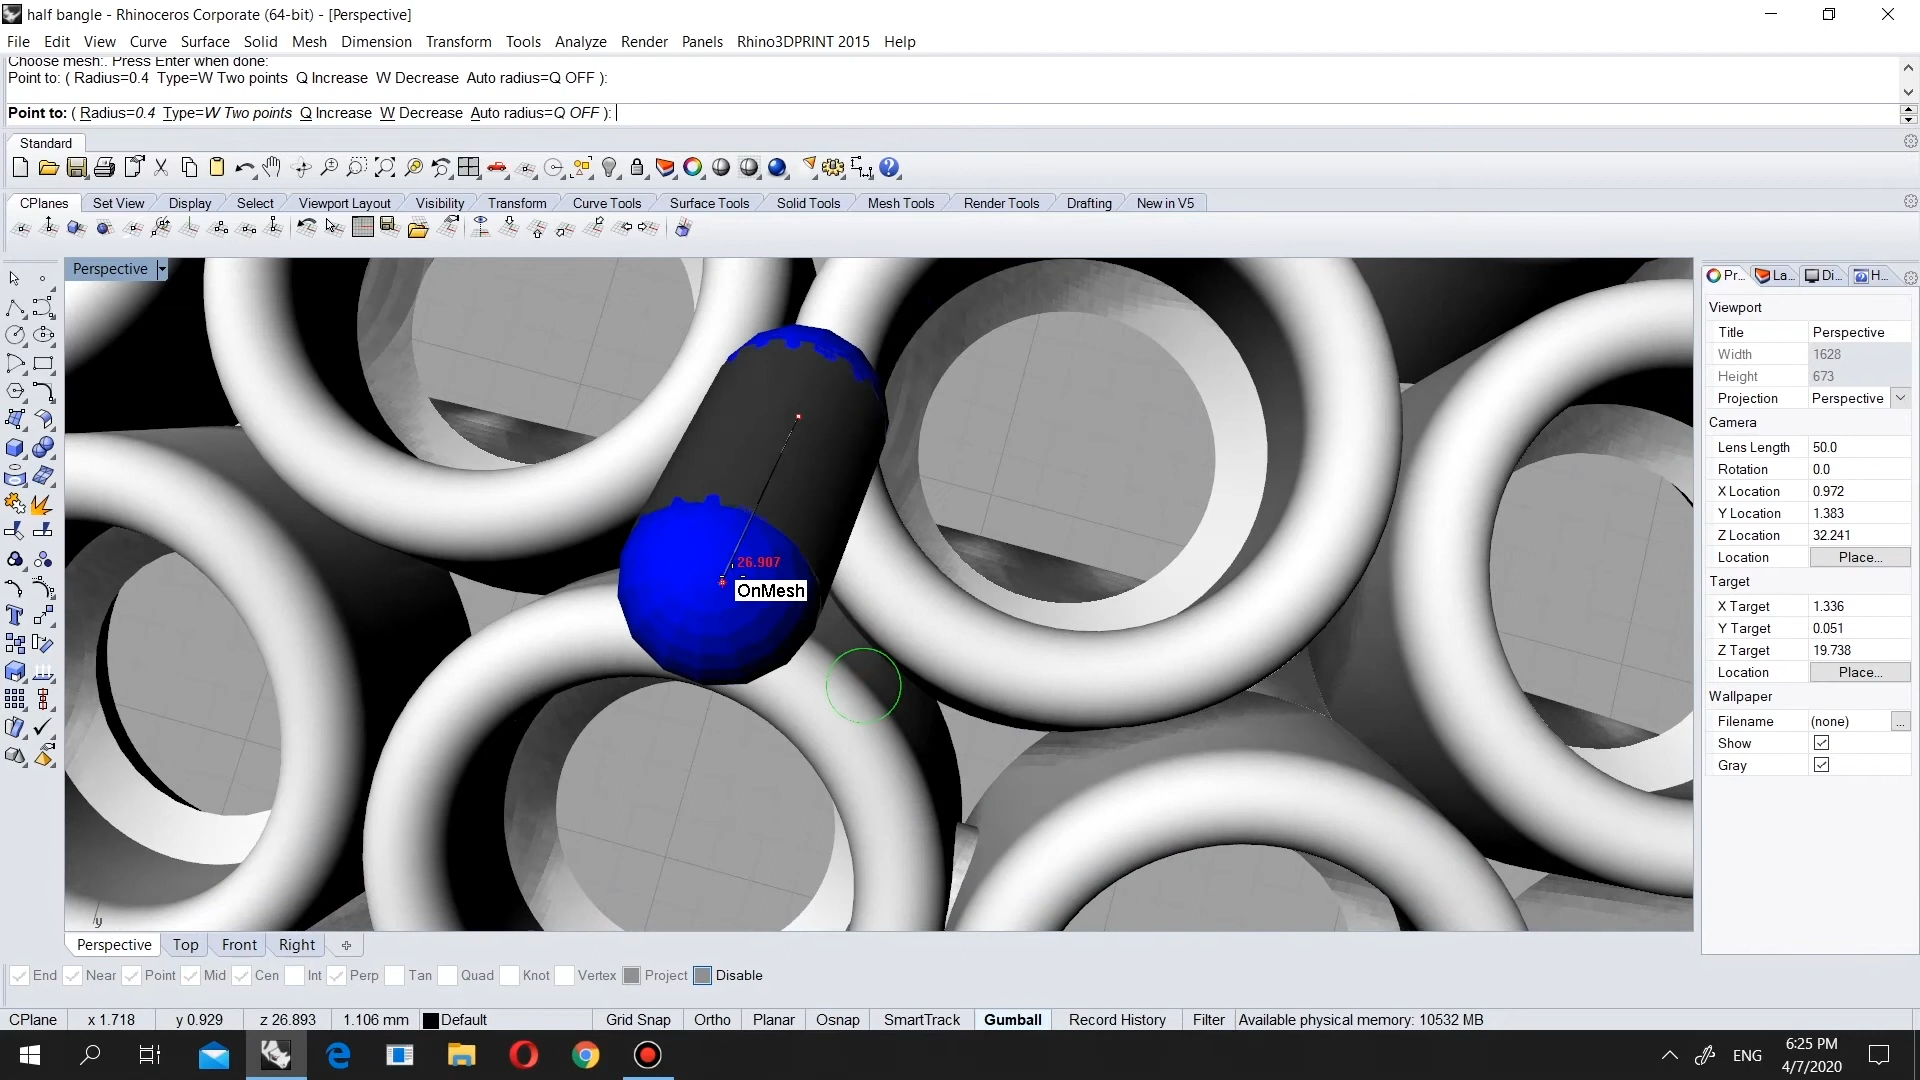 half bangle - Rhinoceros Corporate (64-bit) - [Perspective]
File Edit View Curve Surface Solid Mesh Dimension Transform Tools Analyze Render Panels Rhino3DPRINT 2015 Help
Choose mesh:. Press Enter when done:
Point to: ( Radius=0.4 Type=W Two points Q Increase W Decrease Auto radius=Q OFF ):
Point to: ( Radius=0.4 Type=W Two points Q Increase W Decrease Auto radius=Q OFF ):
Standard
CPlanes Set View Display Select Viewport Layout Visibility Transform Curve Tools Surface Tools Solid Tools Mesh Tools Render Tools Drafting New in V5
Perspective
26.907
OnMesh
y
Pr... La... Di... H...
Viewport
Title Perspective
Width 1628
Height 673
Projection Perspective
Camera
Lens Length 50.0
Rotation 0.0
X Location 0.972
Y Location 1.383
Z Location 32.241
Location Place...
Target
X Target 1.336
Y Target 0.051
Z Target 19.738
Location Place...
Wallpaper
Filename (none) ...
Show
Gray
Perspective Top Front Right
End Near Point Mid Cen Int Perp Tan Quad Knot Vertex Project Disable
CPlane x 1.718 y 0.929 z 26.893 1.106 mm Default Grid Snap Ortho Planar Osnap SmartTrack Gumball Record History Filter Available physical memory: 10532 MB
ENG
6:25 PM
4/7/2020